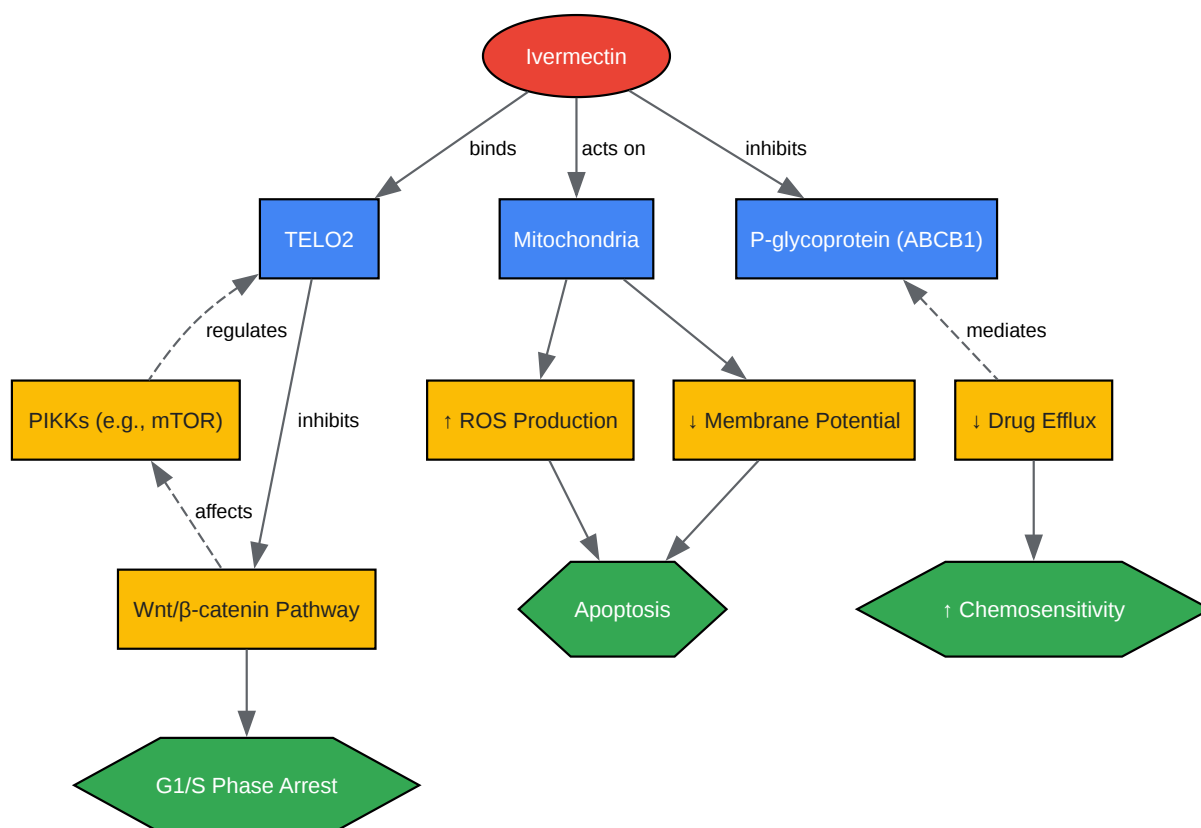 Ivermectin
binds
acts on
inhibits
TELO2
Mitochondria
P-glycoprotein (ABCB1)
regulates
mediates
PIKKs (e.g., mTOR)
inhibits
↑ ROS Production
↓ Membrane Potential
↓ Drug Efflux
affects
Wnt/β-catenin Pathway
Apoptosis
↑ Chemosensitivity
G1/S Phase Arrest